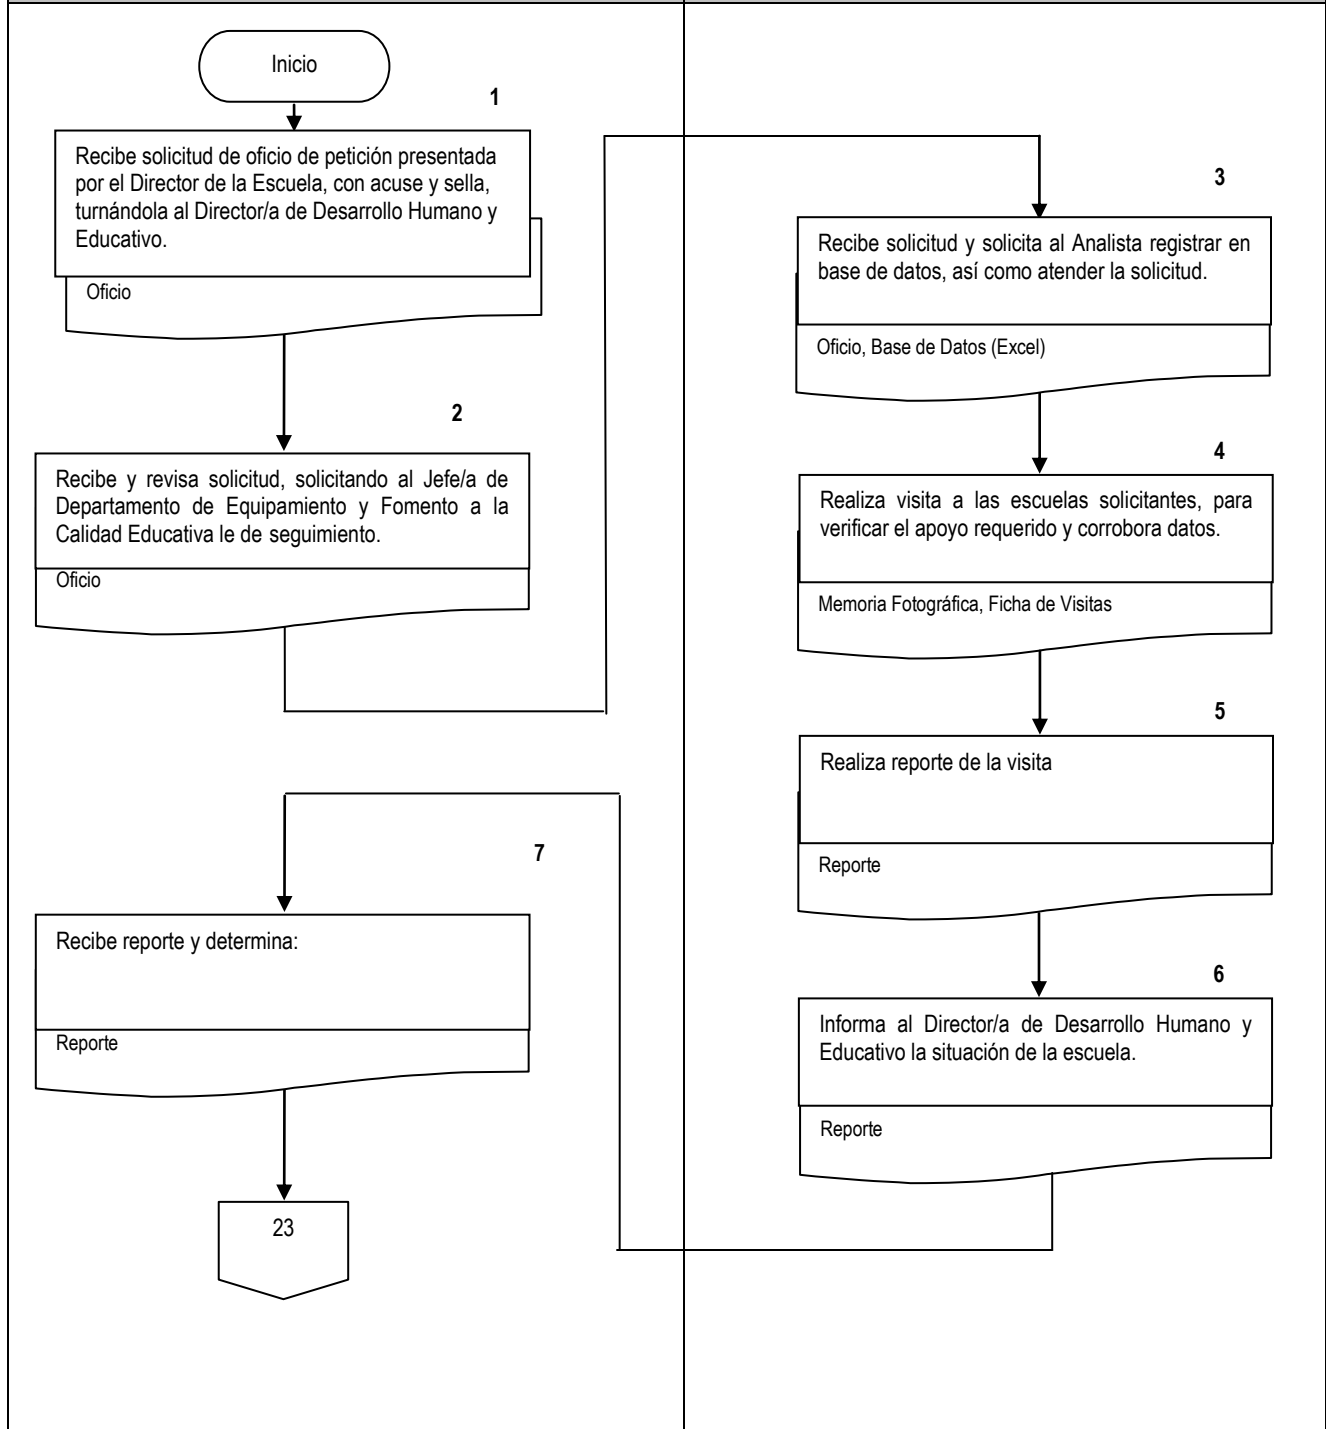 Inicio
1
Recibe solicitud de oficio de petición presentada
por el Director de la Escuela, con acuse y sella,
turnándola al Director/a de Desarrollo Humano y
Educativo.
Oficio
2
Recibe y revisa solicitud, solicitando al Jefe/a de
Departamento de Equipamiento y Fomento a la
Calidad Educativa le de seguimiento.
Oficio
3
Recibe solicitud y solicita al Analista registrar en
base de datos, así como atender la solicitud.
Oficio, Base de Datos (Excel)
4
Realiza visita a las escuelas solicitantes, para
verificar el apoyo requerido y corrobora datos.
Memoria Fotográfica, Ficha de Visitas
5
Realiza reporte de la visita
Reporte
6
Informa al Director/a de Desarrollo Humano y
Educativo la situación de la escuela.
Reporte
7
Recibe reporte y determina:
Reporte
23